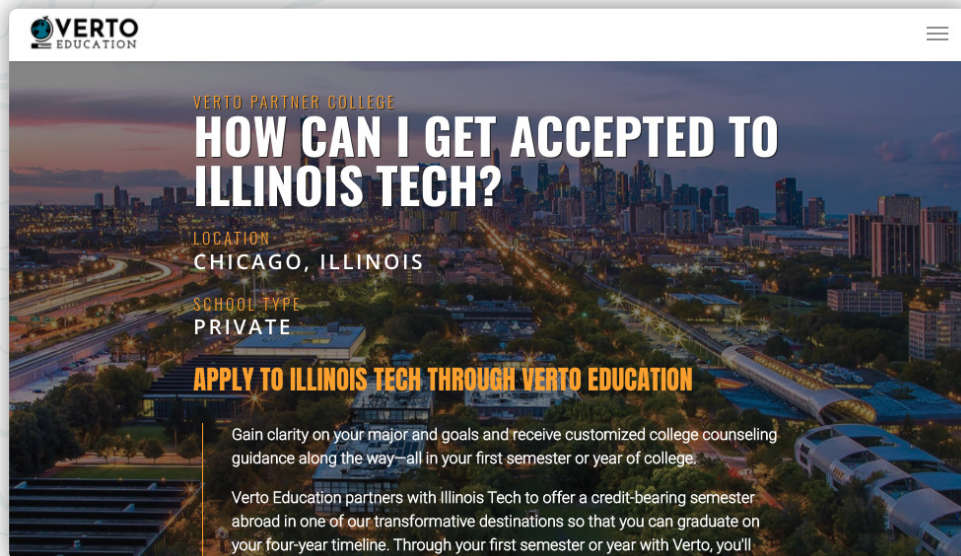 VERTO
EDUCATION
VERTO PARTNER COLLEGE
HOW CAN I GET ACCEPTED TO
ILLINOIS TECH?
LOCATION
CHICAGO, ILLINOIS
SCHOOL TYPE
PRIVATE
APPLY TO ILLINOIS TECH THROUGH VERTO EDUCATION
Gain clarity on your major and goals and receive customized college counseling
guidance along the way—all in your first semester or year of college.
Verto Education partners with Illinois Tech to offer a credit-bearing semester
abroad in one of our transformative destinations so that you can graduate on
your four-year timeline. Through your first semester or year with Verto, you'll